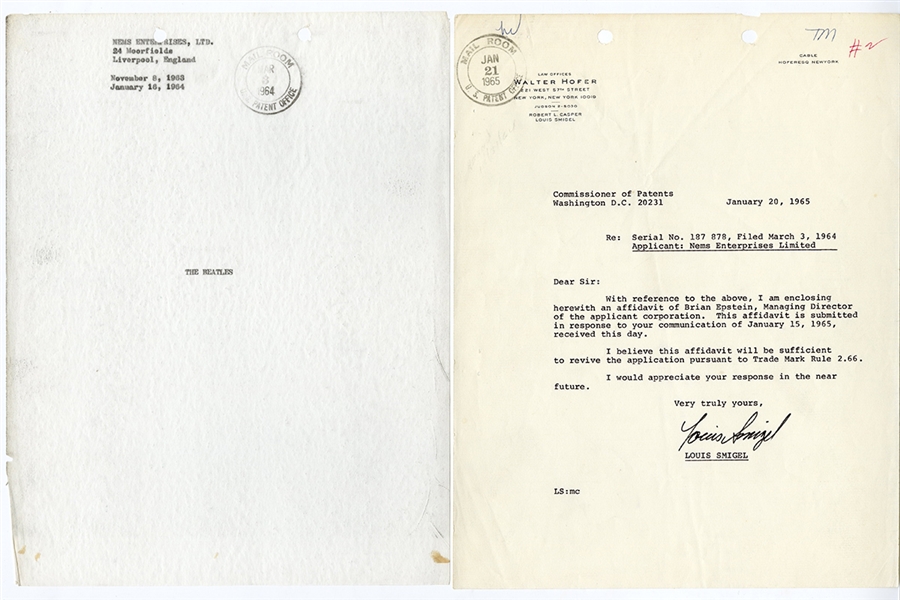 NEMS ENTERPRISES, LTD.
24 Moorfields
Liverpool, England
November 8, 1963
January 16, 1964
MAIL ROOM
3
1964
PATENT OFFICE
THE BEATLES
MAIL ROOM
JAN
21
1965
U.S. PATENT OFFICE
TM
#2
CABLE
HOFERESQ NEWYORK
LAW OFFICES
WALTER HOFER
221 WEST 57TH STREET
NEW YORK, NEW YORK 10019
JUDSON 2-5030
ROBERT L. CASPER
LOUIS SMIGEL
Commissioner of Patents
Washington D.C. 20231
January 20, 1965
Re: Serial No. 187 878, Filed March 3, 1964
Applicant: Nems Enterprises Limited
Dear Sir:
With reference to the above, I am enclosing
herewith an affidavit of Brian Epstein, Managing Director
of the applicant corporation. This affidavit is submitted
in response to your communication of January 15, 1965,
received this day.
I believe this affidavit will be sufficient
to revive the application pursuant to Trade Mark Rule 2.66.
I would appreciate your response in the near
future.
Very truly yours,
Louis Smigel
LOUIS SMIGEL
LS:mc